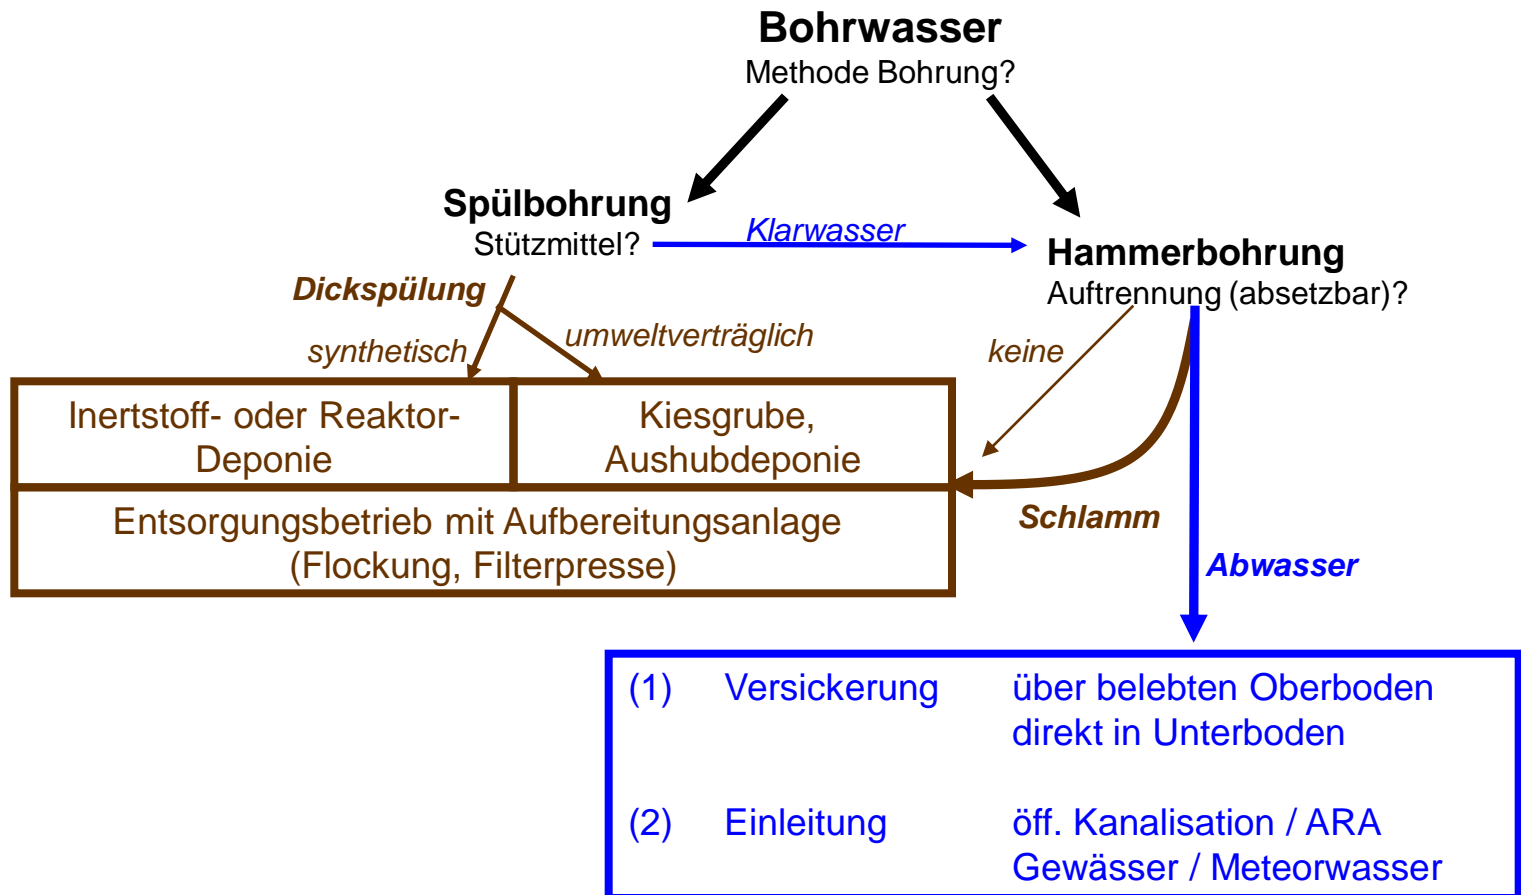 Bohrwasser
Methode Bohrung?
Spülbohrung
Stützmittel?
Klarwasser
Hammerbohrung
Auftrennung (absetzbar)?
Dickspülung
synthetisch
umweltverträglich
keine
Inertstoff- oder Reaktor-
Deponie
Kiesgrube,
Aushubdeponie
Entsorgungsbetrieb mit Aufbereitungsanlage
(Flockung, Filterpresse)
Schlamm
Abwasser
(1) Versickerung über belebten Oberboden
direkt in Unterboden
(2) Einleitung öff. Kanalisation / ARA
Gewässer / Meteorwasser